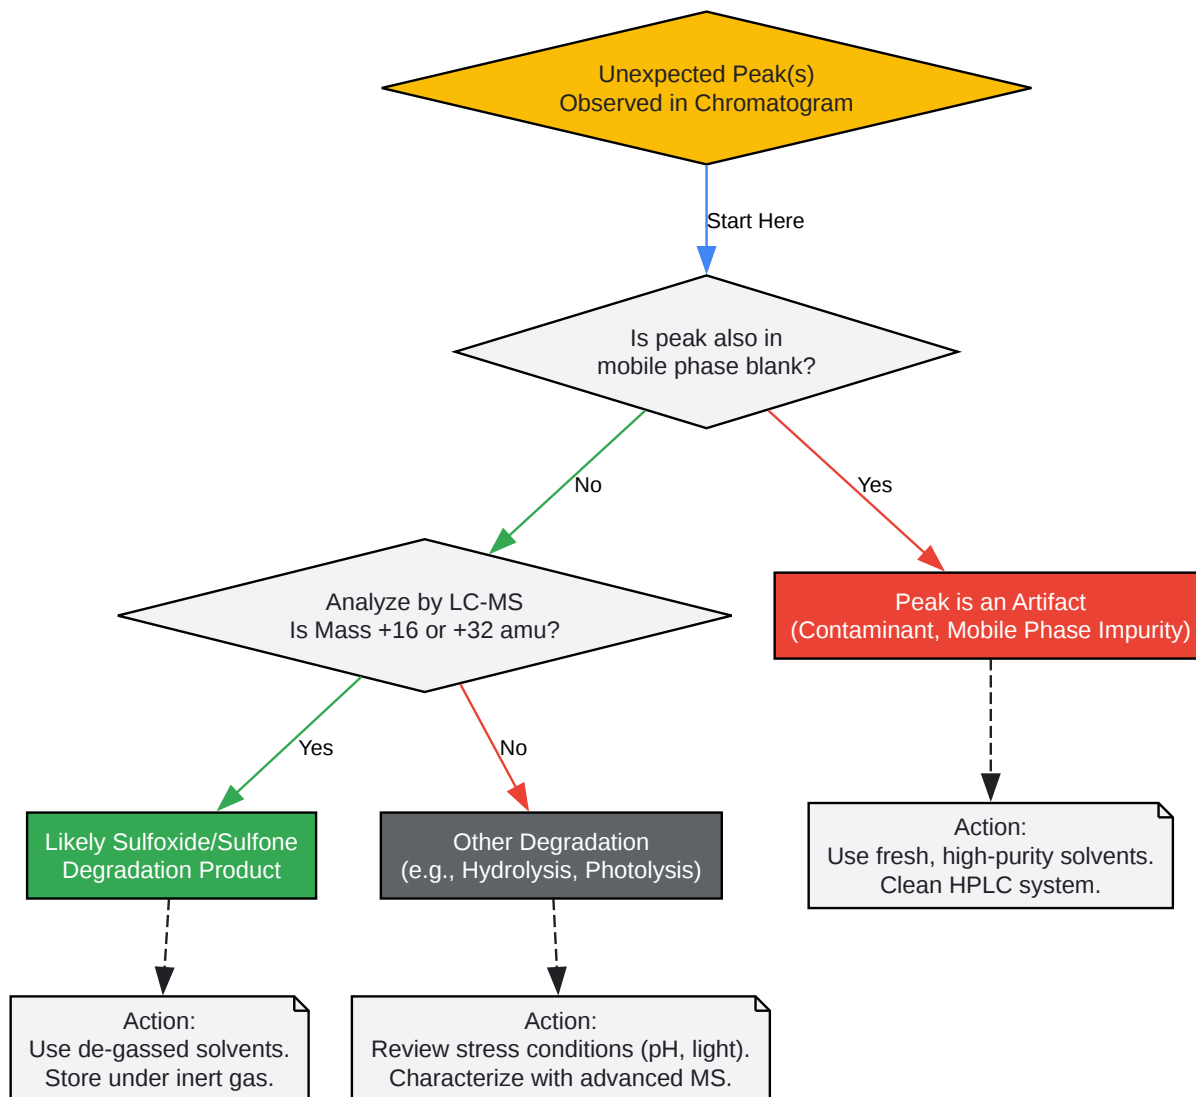 Unexpected Peak(s)
Observed in Chromatogram
Start Here
Is peak also in
mobile phase blank?
No
Yes
Analyze by LC-MS
Is Mass +16 or +32 amu?
Peak is an Artifact
(Contaminant, Mobile Phase Impurity)
Yes
No
Likely Sulfoxide/Sulfone
Degradation Product
Other Degradation
(e.g., Hydrolysis, Photolysis)
Action:
Use fresh, high-purity solvents.
Clean HPLC system.
Action:
Use de-gassed solvents.
Store under inert gas.
Action:
Review stress conditions (pH, light).
Characterize with advanced MS.